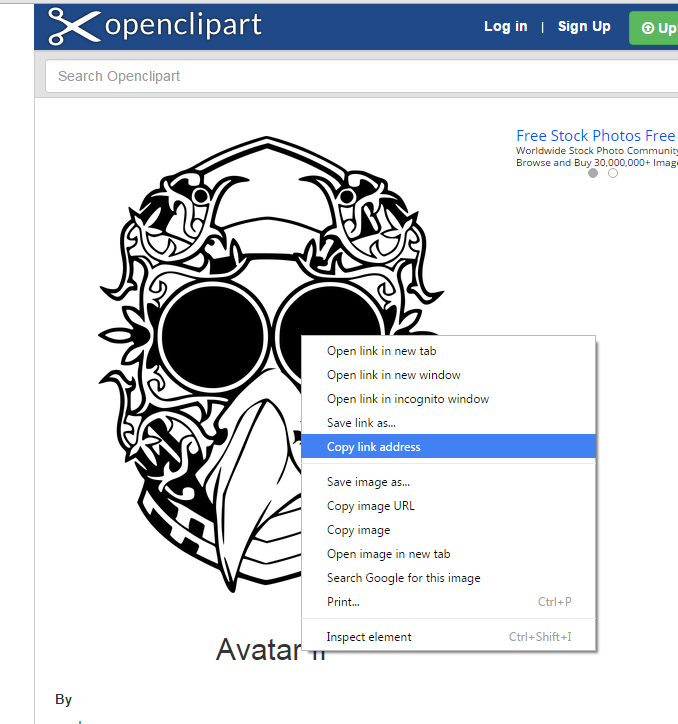 openclipart
Log in | Sign Up
Up
Search Openclipart
Free Stock Photos Free
Worldwide Stock Photo Community
Browse and Buy 30,000,000+
Open link in new tab
Open link in new window
Open link in incognito window
Save link as...
Copy link address
Save image as...
Copy image URL
Copy image
Open image in new tab
Search Google for this image
Print... Ctrl+P
Inspect element Ctrl+Shift+I
Avatar
By